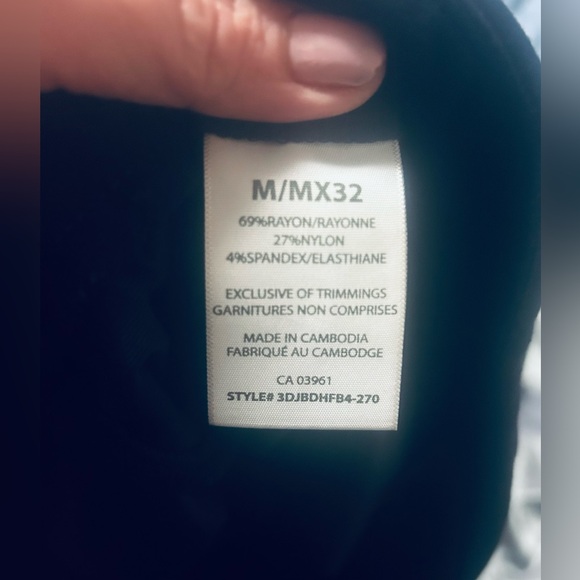 M/MX32
69%RAYON/RAYONNE
27%NYLON
4%SPANDEX/ELASTHIANE
EXCLUSIVE OF TRIMMINGS
GARNITURES NON COMPRISES
MADE IN CAMBODIA
FABRIQUÉ AU CAMBODGE
CA 03961
STYLE# 3DJBDHFB4-270